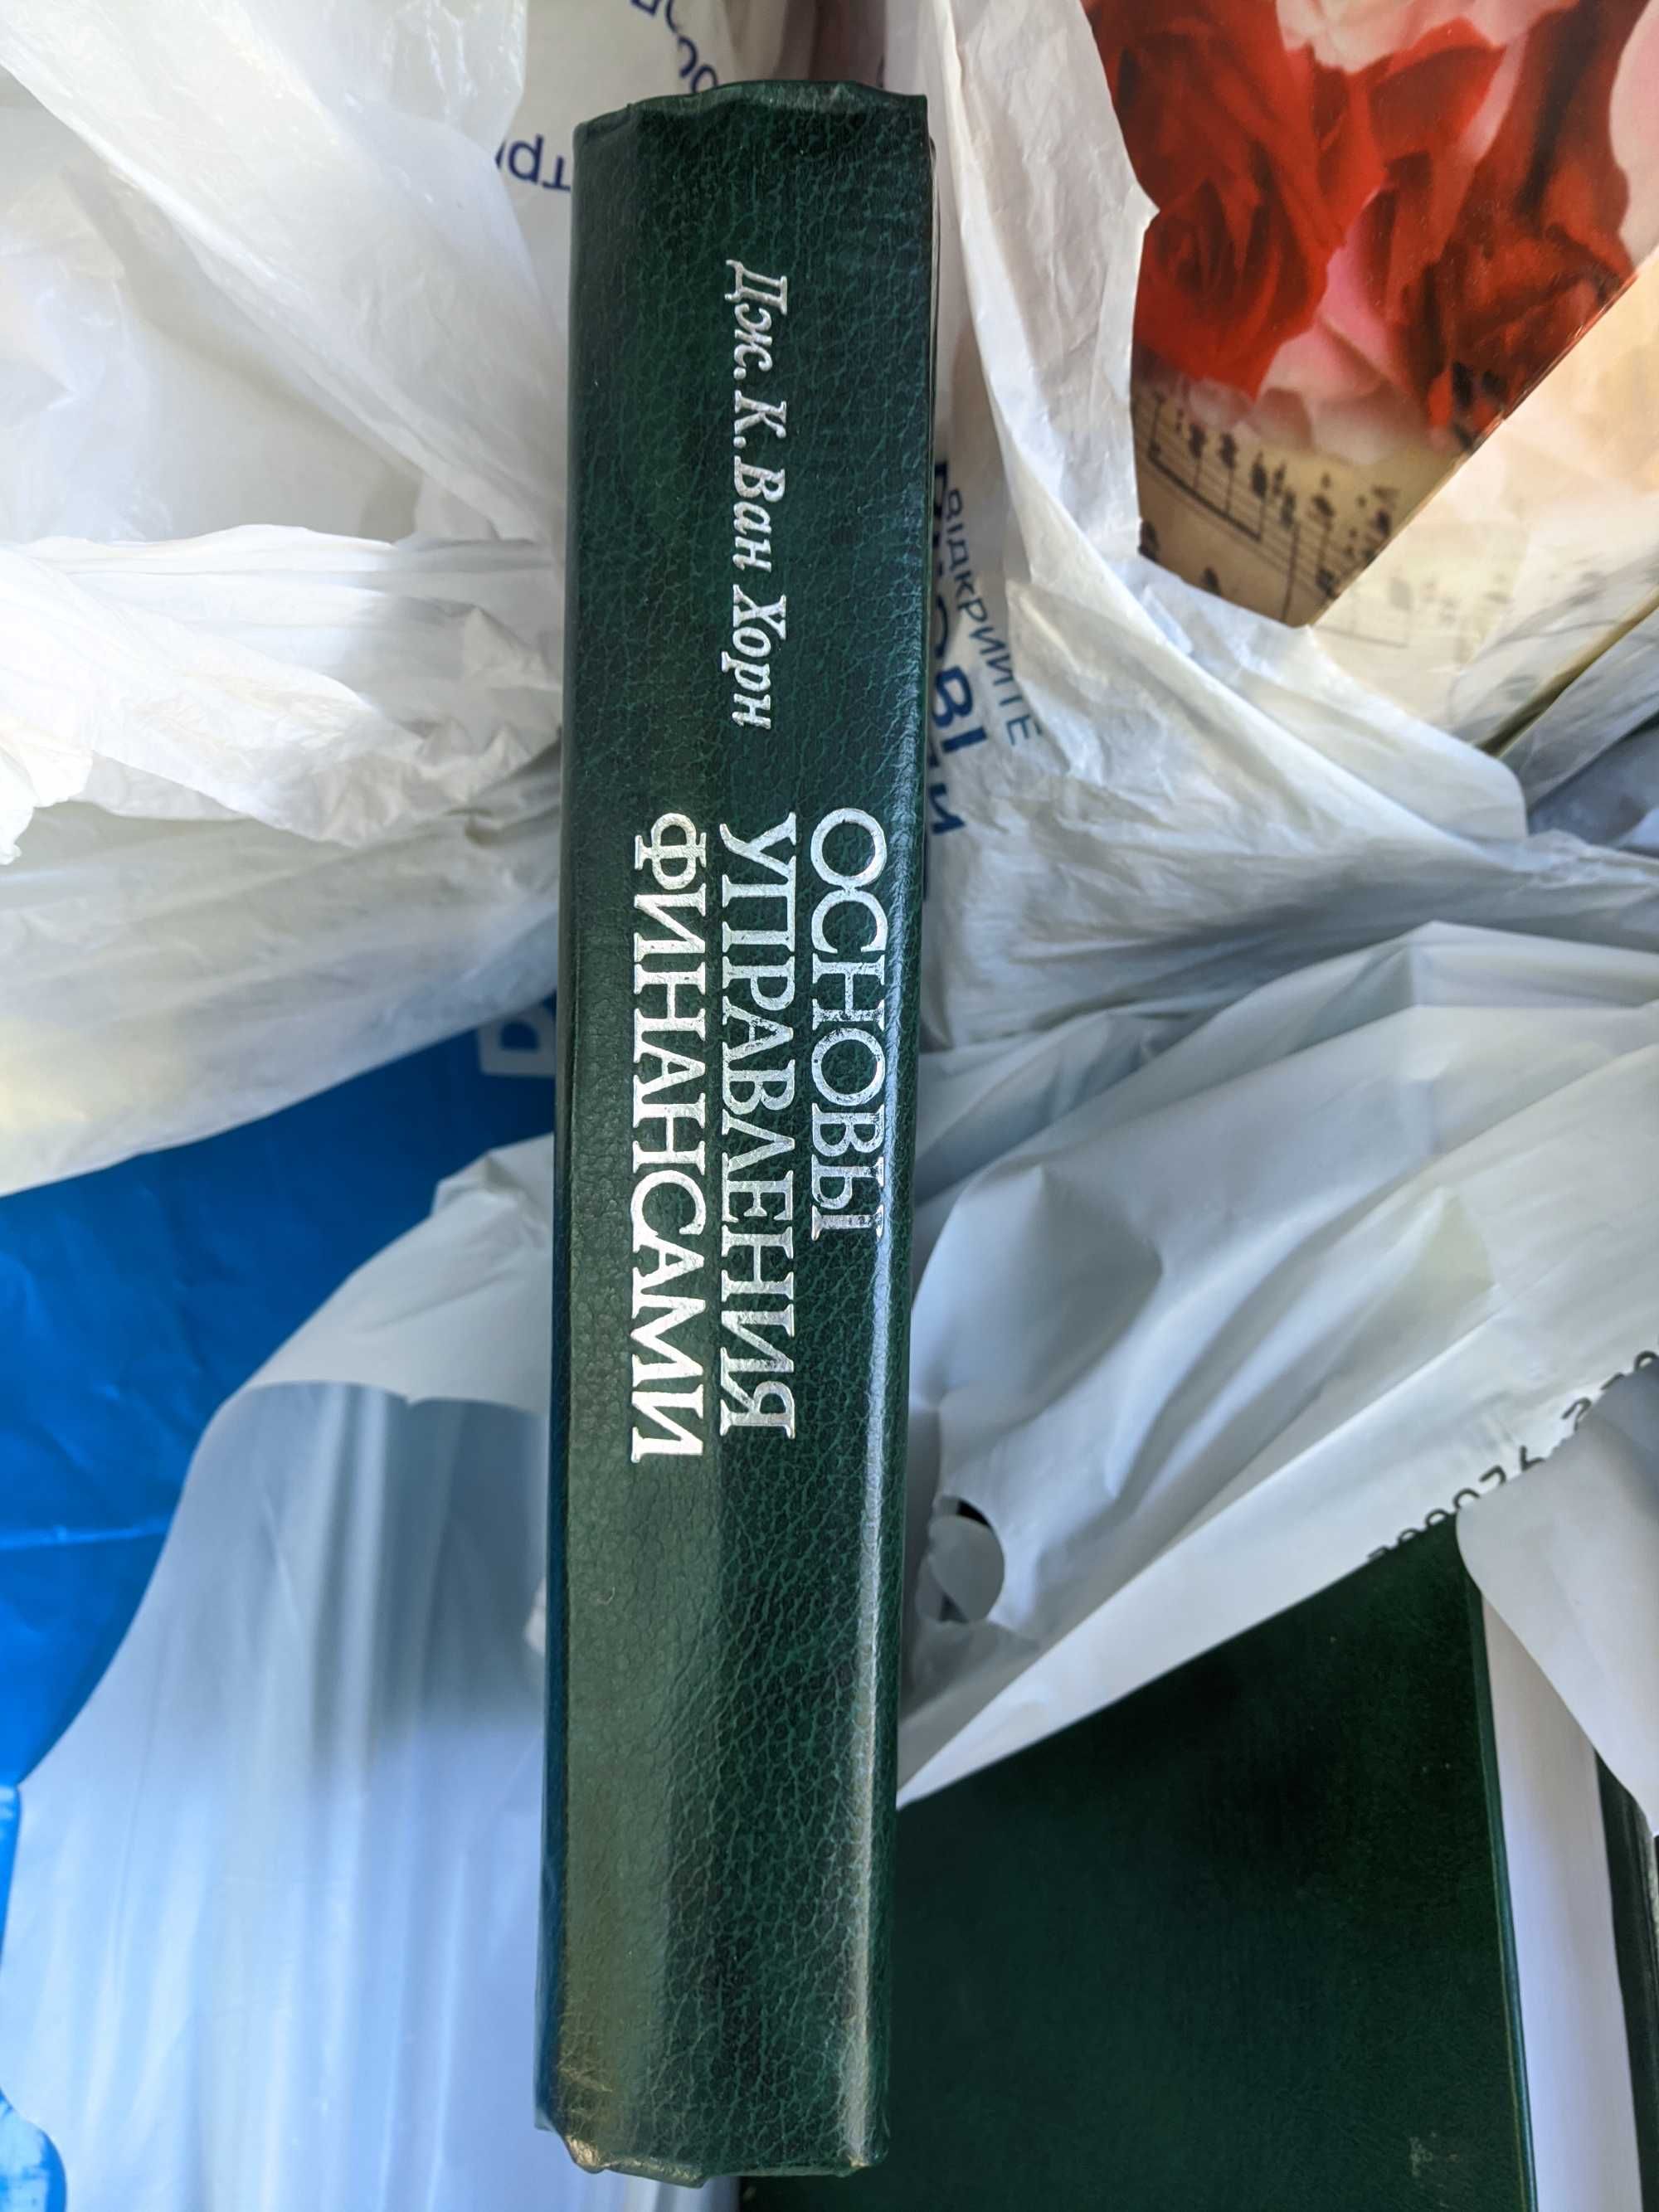 Дж. К. Ван Хорн
ОСНОВЫ
УПРАВЛЕНИЯ
ФИНАНСАМИ
ВІДКРИЙТЕ